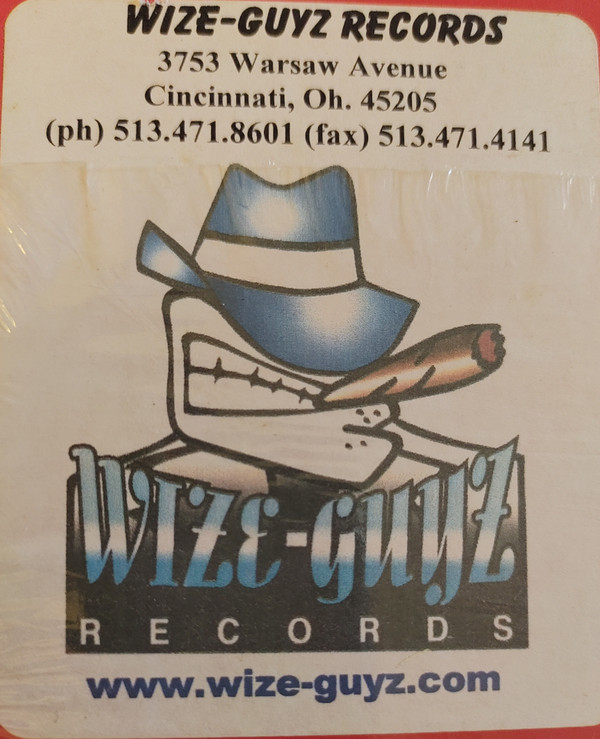 WIZE-GUYZ RECORDS
3753 Warsaw Avenue
Cincinnati, Oh. 45205
(ph) 513.471.8601 (fax) 513.471.4141
WIZE-GUYZ
RECORDS
www.wize-guyz.com